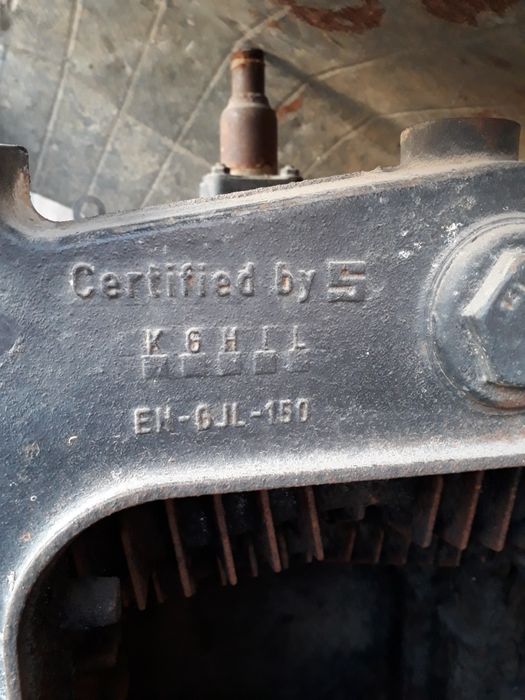 Certified by
K G H I L
EN-GJL-150